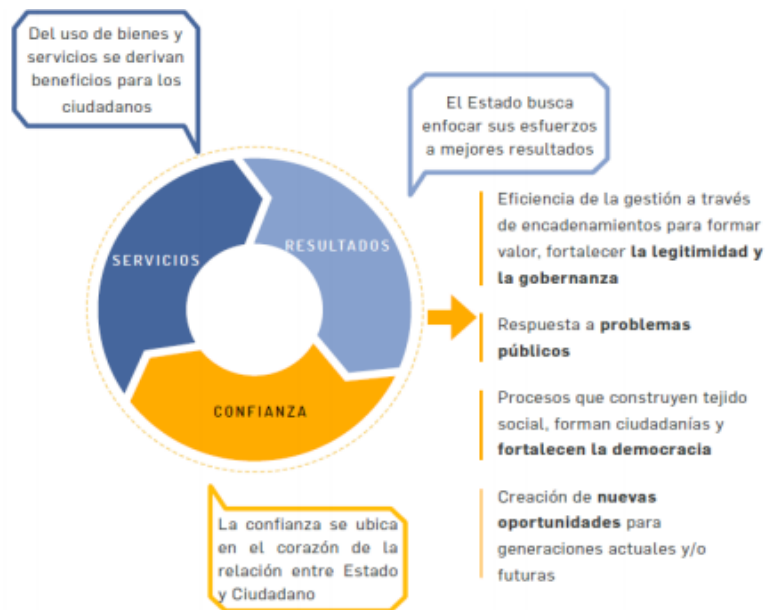 Del uso de bienes y
servicios se derivan
beneficios para los
ciudadanos
El Estado busca
enfocar sus esfuerzos
a mejores resultados
SERVICIOS
RESULTADOS
CONFIANZA
Eficiencia de la gestión a través
de encadenamientos para formar
valor, fortalecer la legitimidad y
la gobernanza
Respuesta a problemas
públicos
Procesos que construyen tejido
social, forman ciudadanías y
fortalecen la democracia
Creación de nuevas
oportunidades para
generaciones actuales y/o
futuras
La confianza se ubica
en el corazón de la
relación entre Estado
y Ciudadano